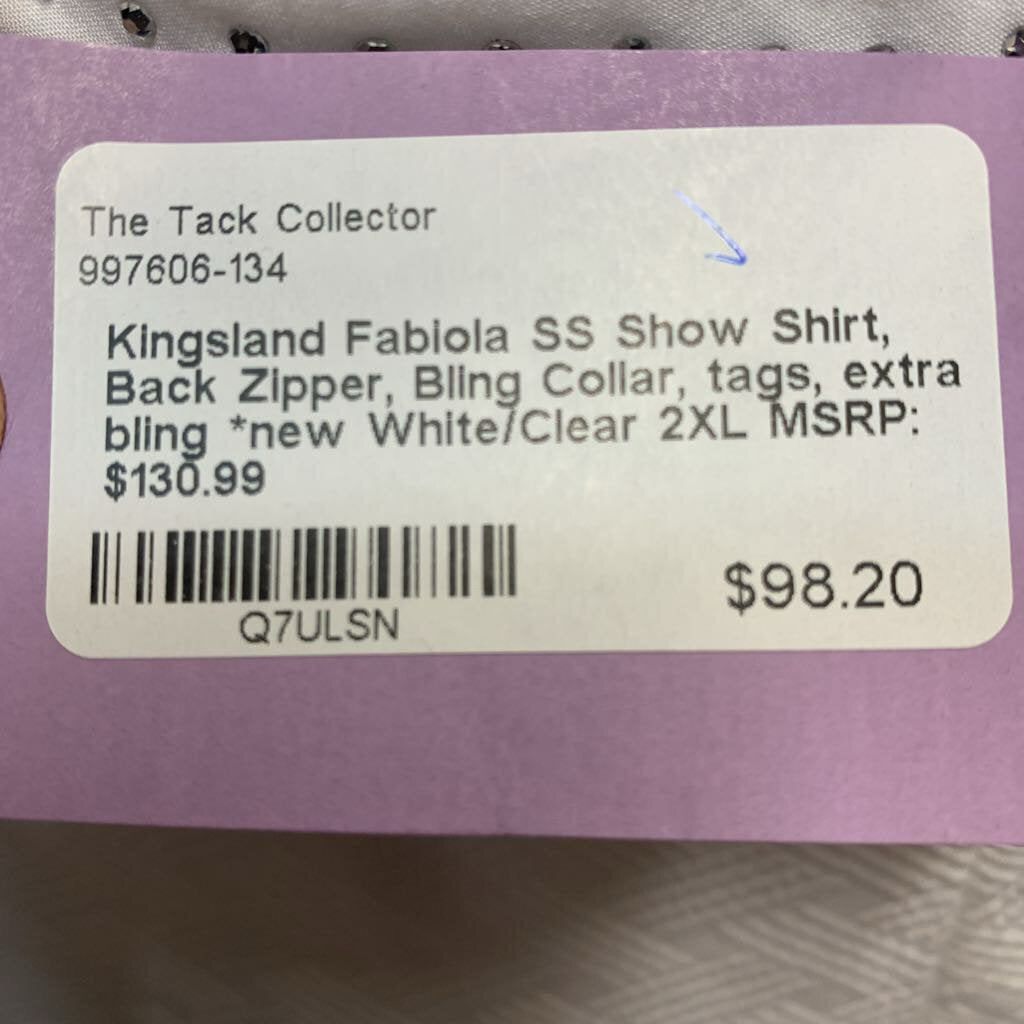 The Tack Collector
997606-134
Kingsland Fabiola SS Show Shirt,
Back Zipper, Bling Collar, tags, extra
bling *new White/Clear 2XL MSRP:
$130.99
Q7ULSN
$98.20